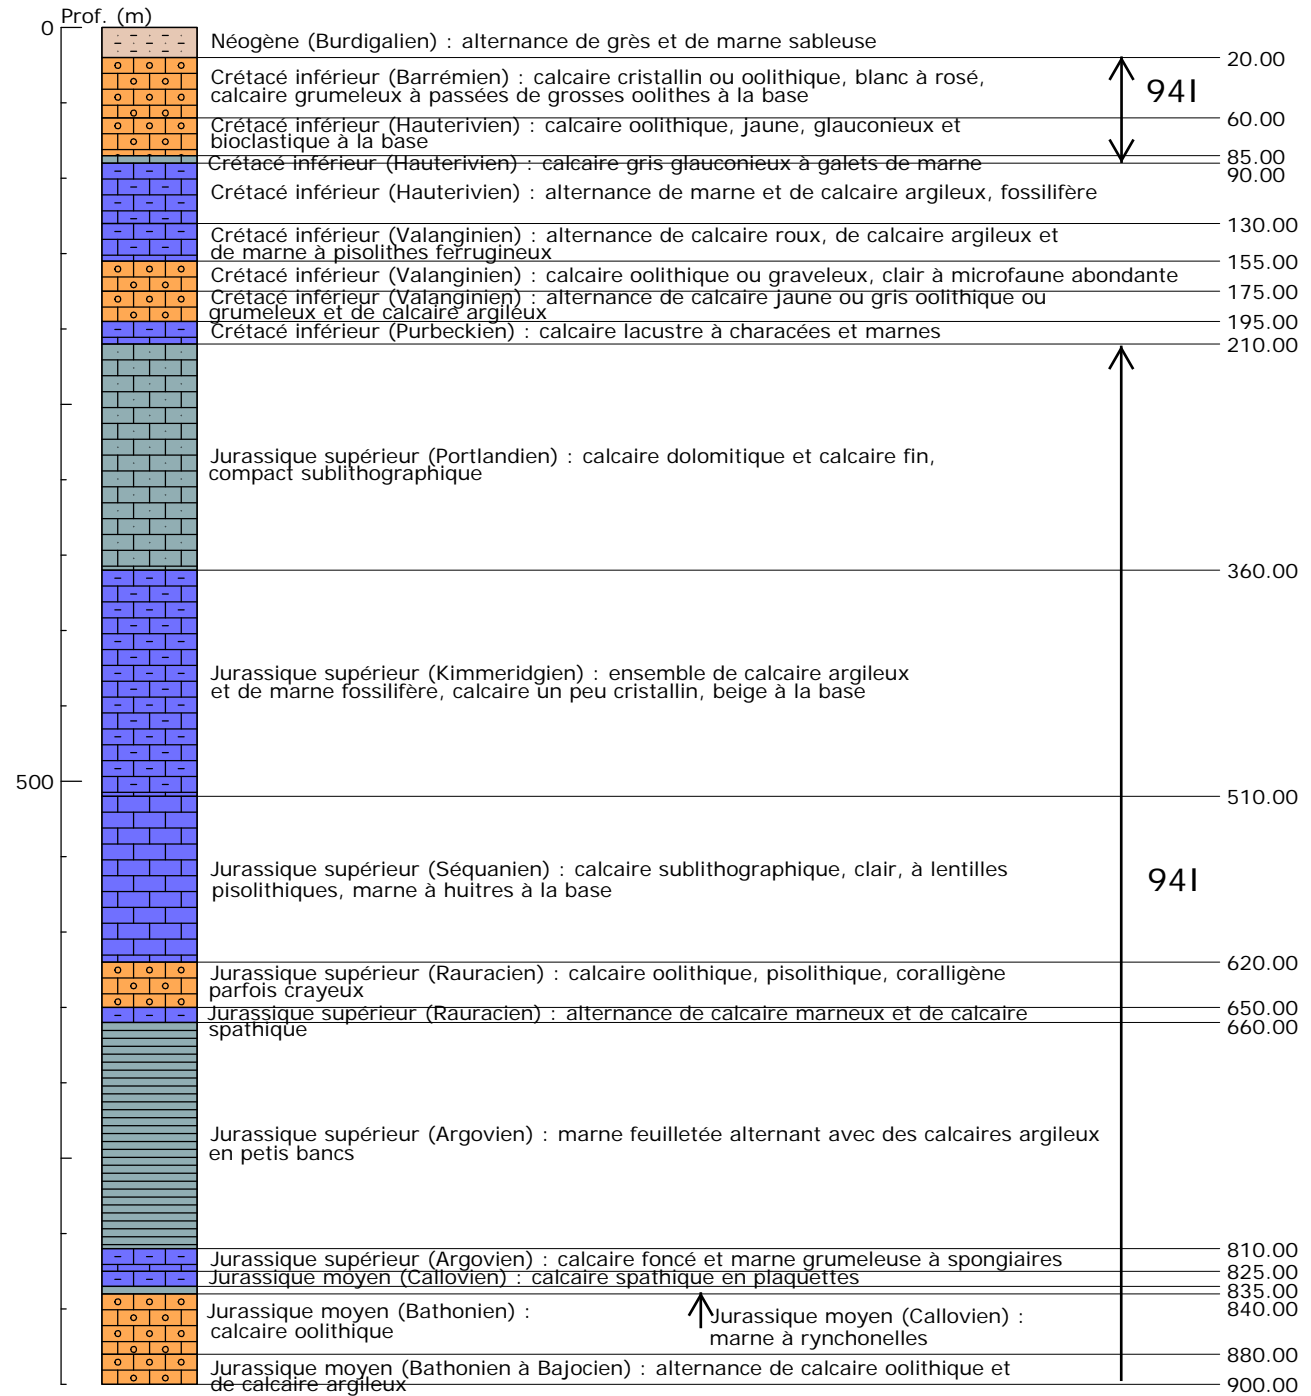 Prof. (m)
0
Néogène (Burdigalien) : alternance de grès et de marne sableuse
20.00
Crétacé inférieur (Barrémien) : calcaire cristallin ou oolithique, blanc à rosé,
calcaire grumeleux à passées de grosses oolithes à la base
94I
60.00
Crétacé inférieur (Hauterivien) : calcaire oolithique, jaune, glauconieux et
bioclastique à la base
85.00
Crétacé inférieur (Hauterivien) : calcaire gris glauconieux à galets de marne
90.00
Crétacé inférieur (Hauterivien) : alternance de marne et de calcaire argileux, fossilifère
130.00
Crétacé inférieur (Valanginien) : alternance de calcaire roux, de calcaire argileux et
de marne à pisolithes ferrugineux
155.00
Crétacé inférieur (Valanginien) : calcaire oolithique ou graveleux, clair à microfaune abondante
175.00
Crétacé inférieur (Valanginien) : alternance de calcaire jaune ou gris oolithique ou
grumeleux et de calcaire argileux
195.00
Crétacé inférieur (Purbeckien) : calcaire lacustre à characées et marnes
210.00
Jurassique supérieur (Portlandien) : calcaire dolomitique et calcaire fin,
compact sublithographique
360.00
Jurassique supérieur (Kimmeridgien) : ensemble de calcaire argileux
et de marne fossilifère, calcaire un peu cristallin, beige à la base
500
510.00
Jurassique supérieur (Séquanien) : calcaire sublithographique, clair, à lentilles
pisolithiques, marne à huitres à la base
94I
620.00
Jurassique supérieur (Rauracien) : calcaire oolithique, pisolithique, coralligène
parfois crayeux
650.00
Jurassique supérieur (Rauracien) : alternance de calcaire marneux et de calcaire
spathique
660.00
Jurassique supérieur (Argovien) : marne feuilletée alternant avec des calcaires argileux
en petis bancs
810.00
Jurassique supérieur (Argovien) : calcaire foncé et marne grumeleuse à spongiaires
825.00
Jurassique moyen (Callovien) : calcaire spathique en plaquettes
835.00
840.00
Jurassique moyen (Bathonien) :
calcaire oolithique
Jurassique moyen (Callovien) :
marne à rynchonelles
880.00
Jurassique moyen (Bathonien à Bajocien) : alternance de calcaire oolithique et
de calcaire argileux
900.00